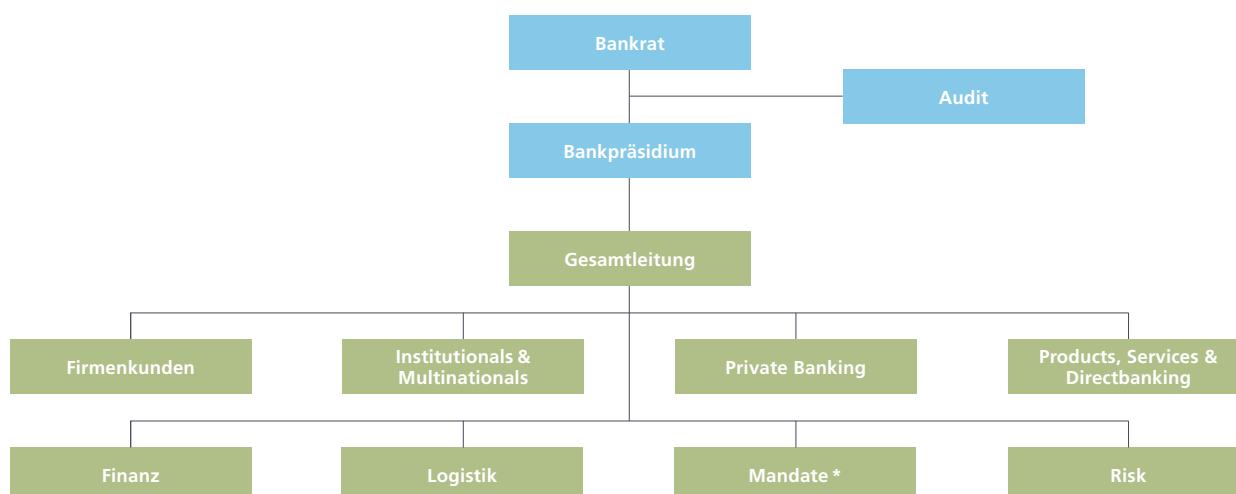 Bankrat
Audit
Bankpräsidium
Gesamtleitung
Firmenkunden
Institutionals &
Multinationals
Private Banking
Products, Services &
Directbanking
Finanz
Logistik
Mandate *
Risk